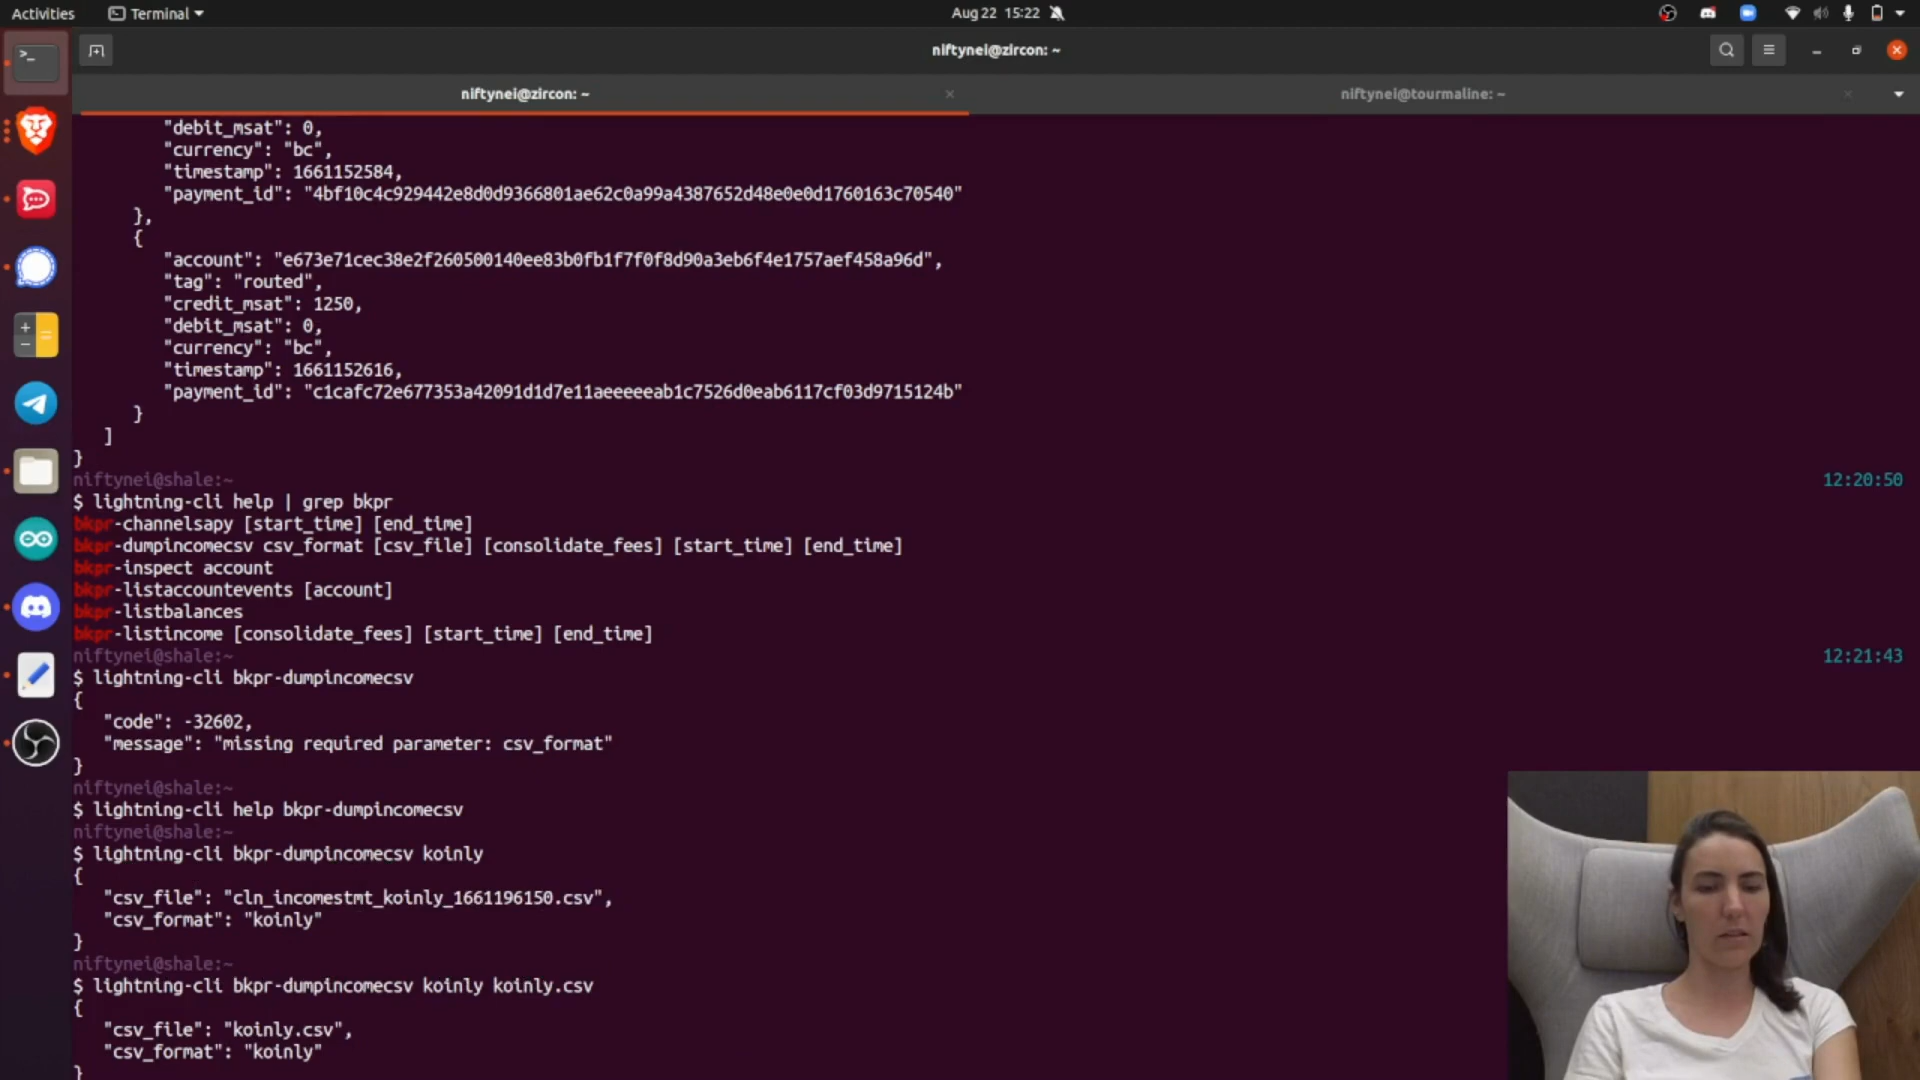 Activities Terminal Aug 22 15:22
niftynei@zircon: ~
niftynei@zircon: ~ niftynei@tourmaline: ~
"debit_msat": 0,
"currency": "bc",
"timestamp": 1661152584,
"payment_id": "4bf10c4c929442e8d0d9366801ae62c0a99a4387652d48e0e0d1760163c70540"
},
{
"account": "e673e71cec38e2f260500140ee83b0fb1f7f0f8d90a3eb6f4e1757aef458a96d",
"tag": "routed",
"credit_msat": 1250,
"debit_msat": 0,
"currency": "bc",
"timestamp": 1661152616,
"payment_id": "c1cafc72e677353a42091d1d7e11aeeeeeab1c7526d0eab6117cf03d9715124b"
}
]
}
niftynei@shale:~ 12:20:50
$ lightning-cli help | grep bkpr
bkpr-channelsapy [start_time] [end_time]
bkpr-dumpincomecsv csv_format [csv_file] [consolidate_fees] [start_time] [end_time]
bkpr-inspect account
bkpr-listaccountevents [account]
bkpr-listbalances
bkpr-listincome [consolidate_fees] [start_time] [end_time]
niftynei@shale:~ 12:21:43
$ lightning-cli bkpr-dumpincomecsv
{
"code": -32602,
"message": "missing required parameter: csv_format"
}
niftynei@shale:~
$ lightning-cli help bkpr-dumpincomecsv
niftynei@shale:~
$ lightning-cli bkpr-dumpincomecsv koinly
{
"csv_file": "cln_incomestmt_koinly_1661196150.csv",
"csv_format": "koinly"
}
niftynei@shale:~
$ lightning-cli bkpr-dumpincomecsv koinly koinly.csv
{
"csv_file": "koinly.csv",
"csv_format": "koinly"
}